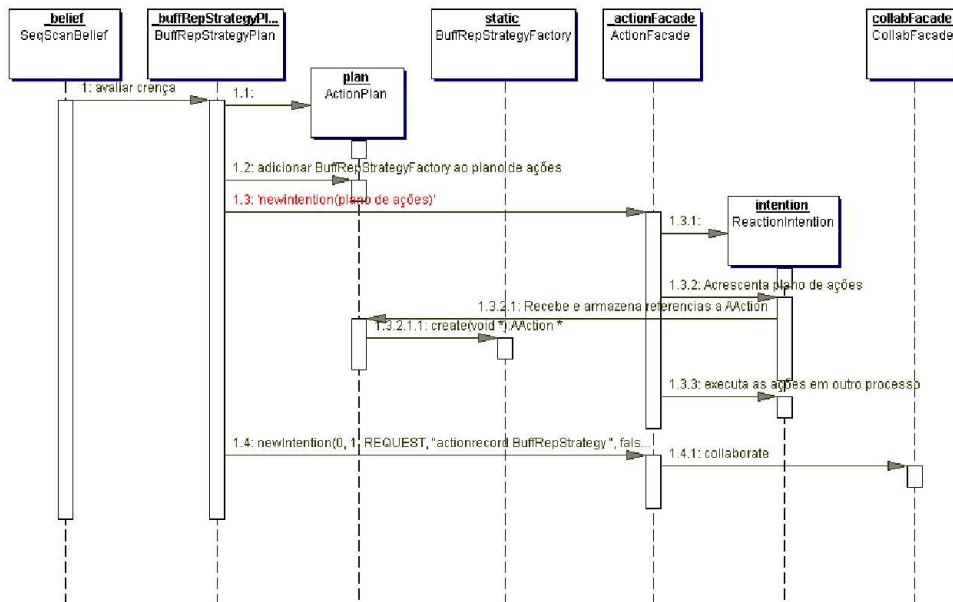 _belief
SeqScanBelief
_buffRepStrategyPl...
BuffRepStrategyPlan
static
BuffRepStrategyFactory
_actionFacade
ActionFacade
collabFacade
CollabFacade
plan
ActionPlan
1: avaliar crença
1.1:
1.2: adicionar BuffRepStrategyFactory ao plano de ações
1.3: 'newIntention(plano de ações)'
intention
ReactionIntention
1.3.1:
1.3.2: Acrescenta plano de ações
1.3.2.1: Recebe e armazena referencias a AAction
1.3.2.1.1: create(void *):AAction *
1.3.3: executa as ações em outro processo
1.4: newIntention(0, 1, REQUEST, "actionrecord BuffRepStrategy", fals...
1.4.1: collaborate